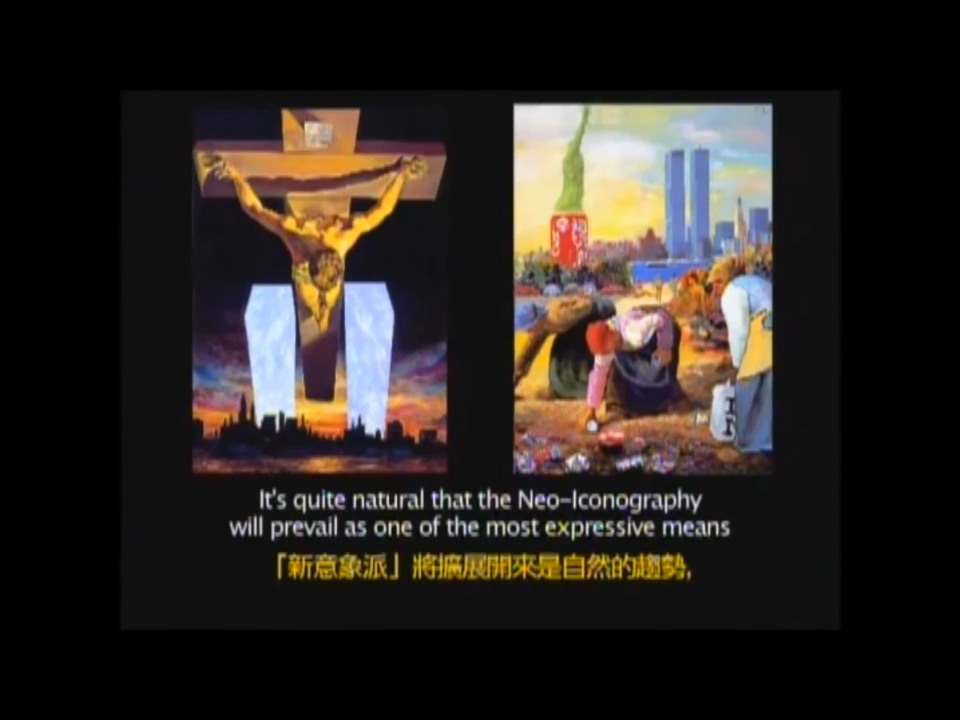 It's quite natural that the Neo-Iconography
will prevail as one of the most expressive means
「新意象派」將擴展開來是自然的趨勢,